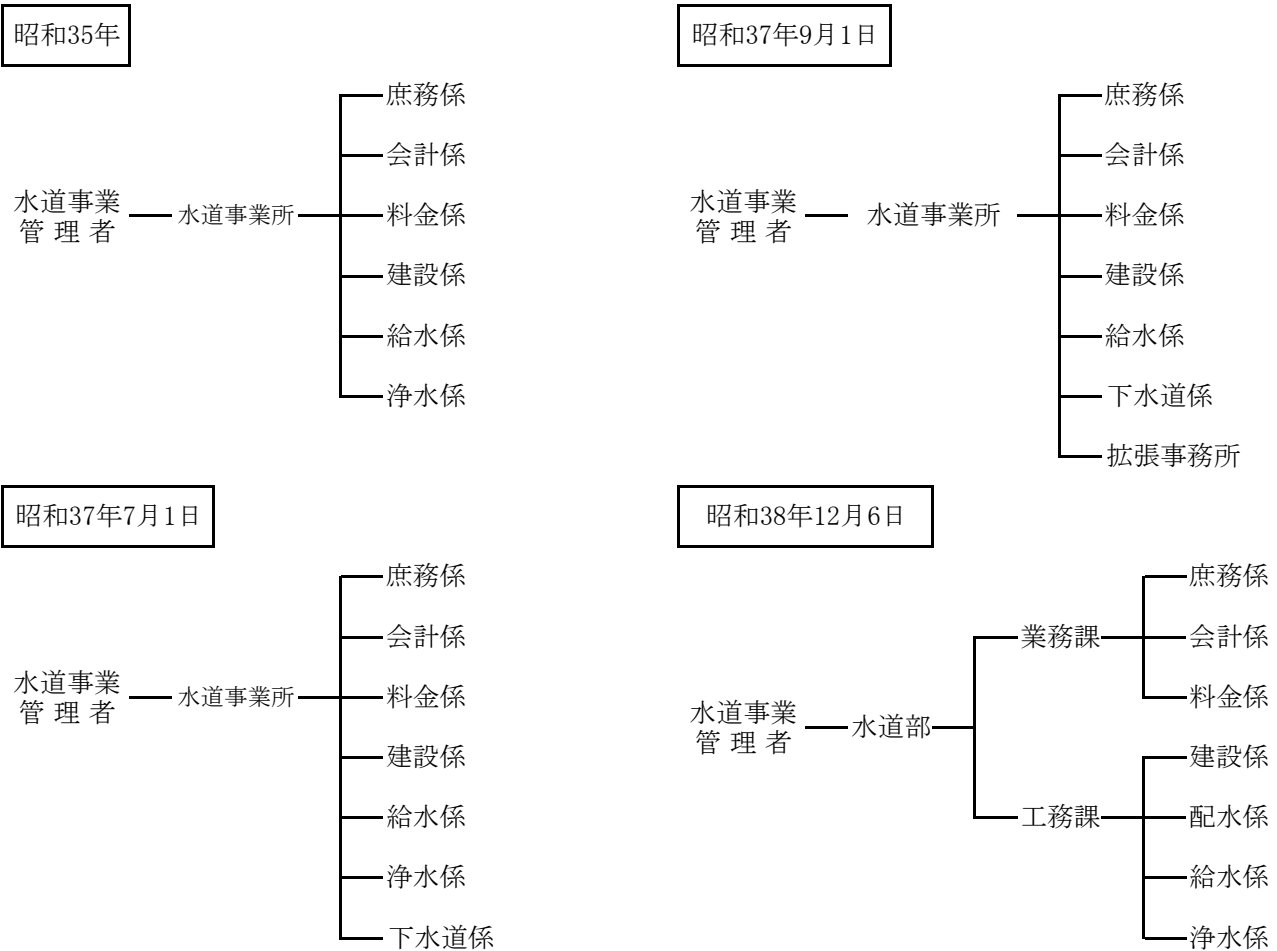 昭和35年
水道事業
管理者
水道事業所
庶務係
会計係
料金係
建設係
給水係
浄水係
昭和37年7月1日
水道事業
管理者
水道事業所
庶務係
会計係
料金係
建設係
給水係
浄水係
下水道係
昭和37年9月1日
水道事業
管理者
水道事業所
庶務係
会計係
料金係
建設係
給水係
下水道係
拡張事務所
昭和38年12月6日
水道事業
管理者
水道部
業務課
庶務係
会計係
料金係
工務課
建設係
配水係
給水係
浄水係